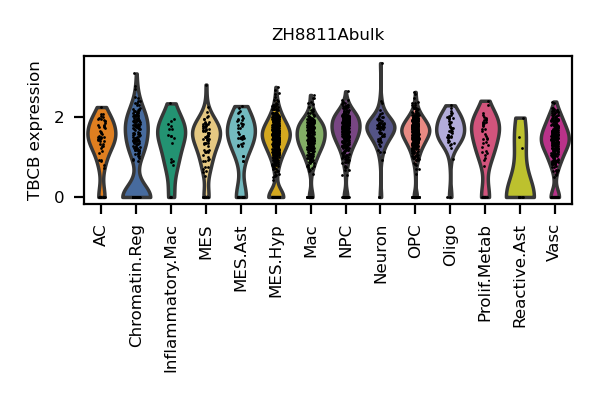 ZH8811Abulk
TBCB expression
2
0
AC
Chromatin.Reg
Inflammatory.Mac
MES
MES.Ast
MES.Hyp
Mac
NPC
Neuron
OPC
Oligo
Prolif.Metab
Reactive.Ast
Vasc